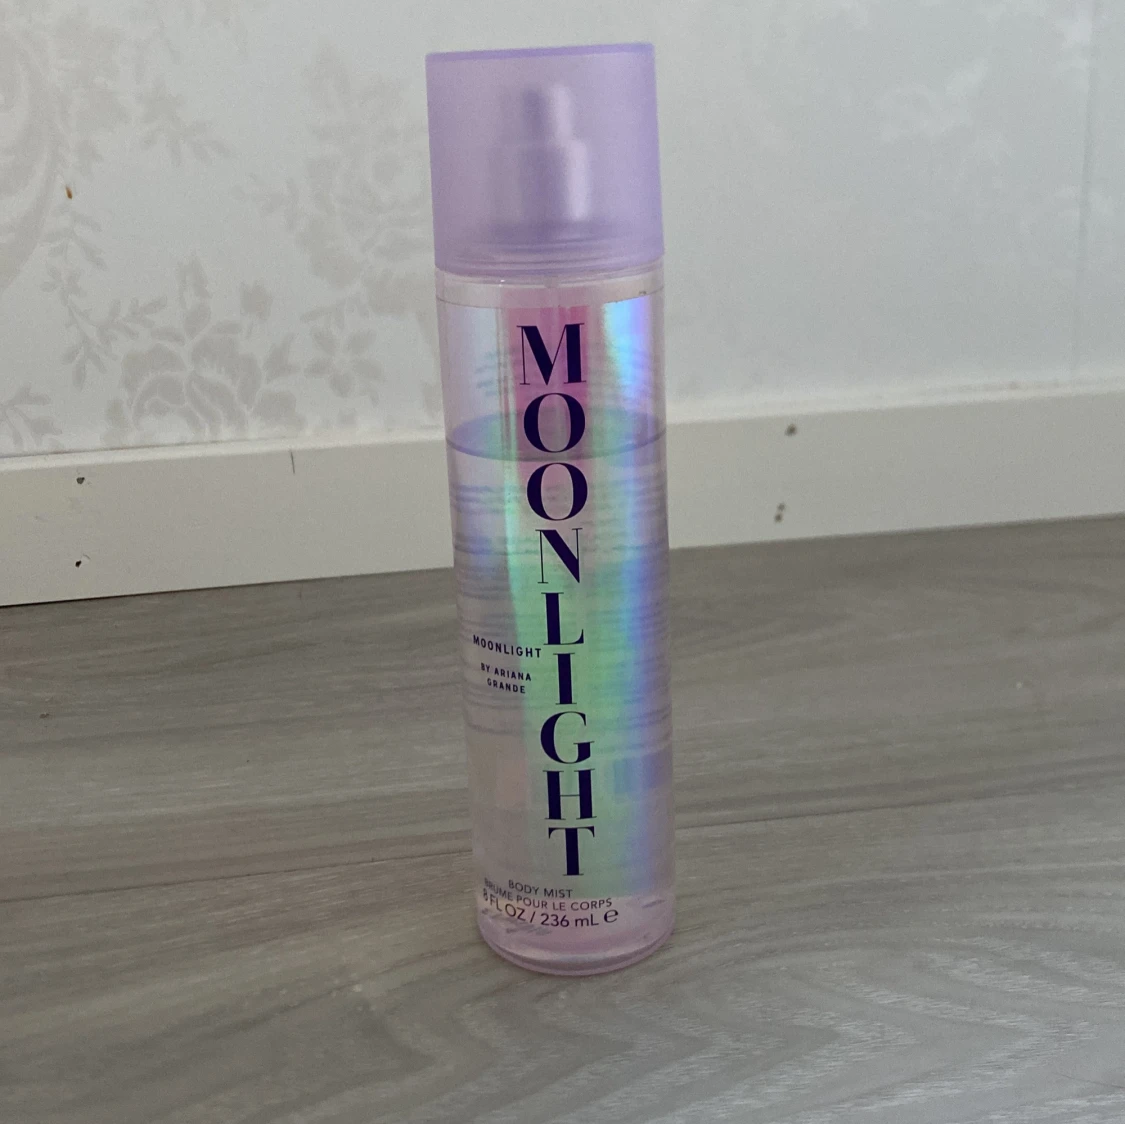 MOONLIGHT
MOONLIGHT
BY ARIANA
GRANDE
BODY MIST
BRUME POUR LE CORPS
8 FL OZ / 236 mL ℮